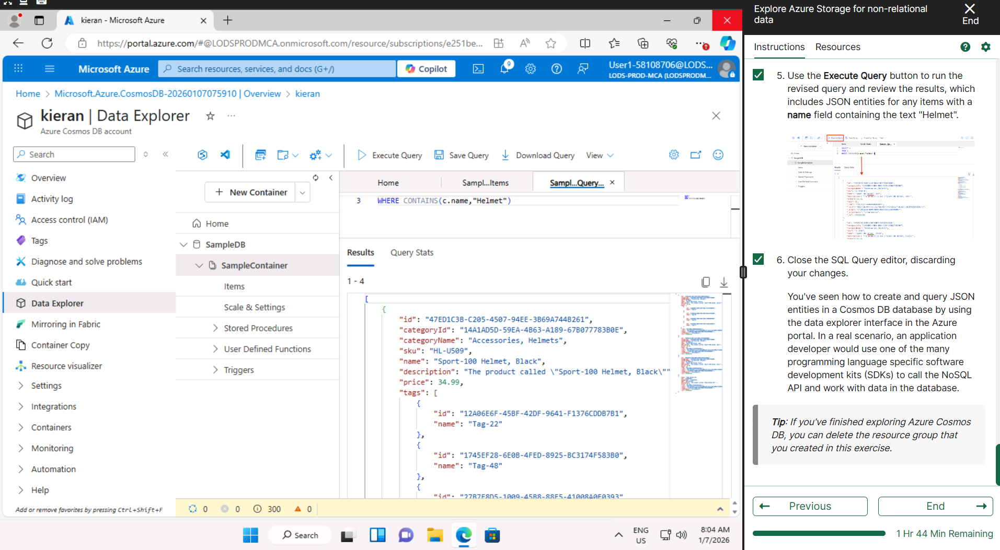 kieran - Microsoft Azure
https://portal.azure.com/#@LODSPRODMCA.onmicrosoft.com/resource/subscriptions/e251be...
Microsoft Azure
Search resources, services, and docs (G+/)
Copilot
9
User1-58108706@LODS...
LODS-PROD-MCA (LODSPRODM...
Home > Microsoft.Azure.CosmosDB-20260107075910 | Overview > kieran
kieran | Data Explorer
Azure Cosmos DB account
Search
Overview
Activity log
Access control (IAM)
Tags
Diagnose and solve problems
Quick start
Data Explorer
Mirroring in Fabric
Container Copy
Resource visualizer
Settings
Integrations
Containers
Monitoring
Automation
Help
Add or remove favorites by pressing Ctrl+Shift+F
Execute Query
Save Query
Download Query
View
New Container
Home
SampleDB
SampleContainer
Items
Scale & Settings
Stored Procedures
User Defined Functions
Triggers
Home
Sampl...Items
Sampl...Query...
3 WHERE CONTAINS(c.name,"Helmet")
Results
Query Stats
1 - 4
[
{
"id": "47ED1C3B-C205-4507-94EE-3B69A744B261",
"categoryId": "14A1AD5D-59EA-4B63-A189-67B077783B0E",
"categoryName": "Accessories, Helmets",
"sku": "HL-U509",
"name": "Sport-100 Helmet, Black",
"description": "The product called \"Sport-100 Helmet, Black\""
"price": 34.99,
"tags": [
{
"id": "12A06E6F-45BF-42DF-9641-F1376CDDB7B1",
"name": "Tag-22"
},
{
"id": "1745EF28-6E0B-4FED-8925-BC3174F583B0",
"name": "Tag-48"
},
{
"id": "27B7F8D5-1009-45B8-88F5-41008A0F0393"
0
0
300
0
Search
ENG
US
8:04 AM
1/7/2026
Explore Azure Storage for non-relational
data
End
Instructions
Resources
5. Use the Execute Query button to run the
revised query and review the results, which
includes JSON entities for any items with a
name field containing the text "Helmet".
6. Close the SQL Query editor, discarding
your changes.
You've seen how to create and query JSON
entities in a Cosmos DB database by using
the data explorer interface in the Azure
portal. In a real scenario, an application
developer would use one of the many
programming language specific software
development kits (SDKs) to call the NoSQL
API and work with data in the database.
Tip: If you've finished exploring Azure Cosmos
DB, you can delete the resource group that
you created in this exercise.
Previous
End
1 Hr 44 Min Remaining